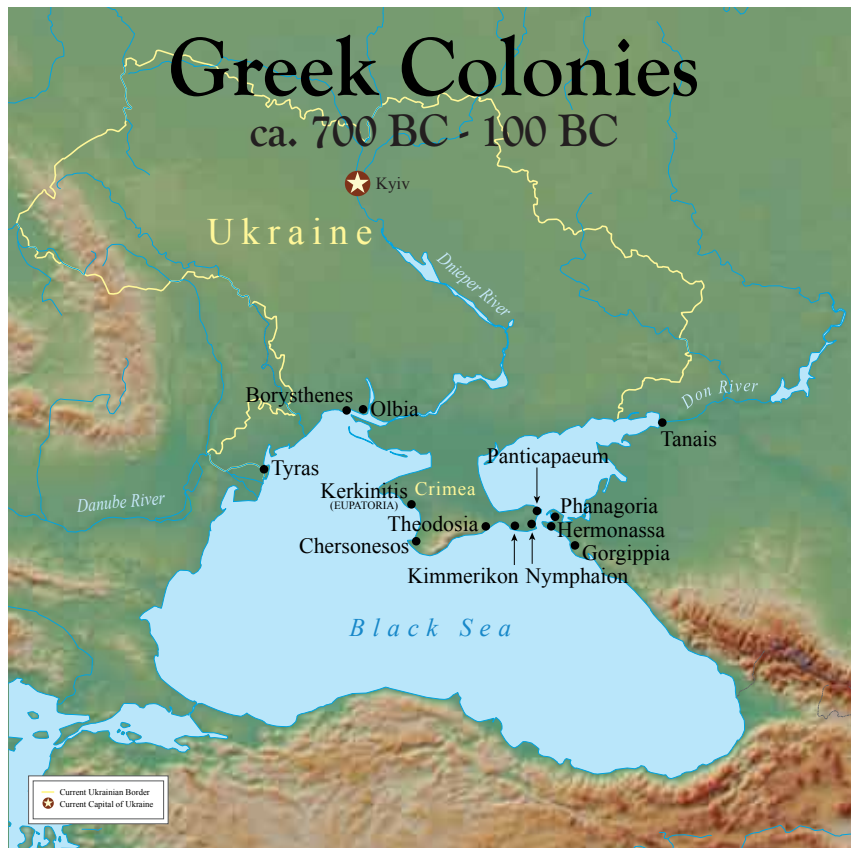 Greek Colonies
ca. 700 BC - 100 BC
Kyiv
Ukraine
Dnieper River
Don River
Borysthenes
Olbia
Tanais
Panticapaeum
Tyras
Kerkinitis
(EUPATORIA)
Crimea
Danube River
Phanagoria
Theodosia
Hermonassa
Chersonesos
Gorgippia
Kimmerikon
Nymphaion
Black Sea
Current Ukrainian Border
Current Capital of Ukraine